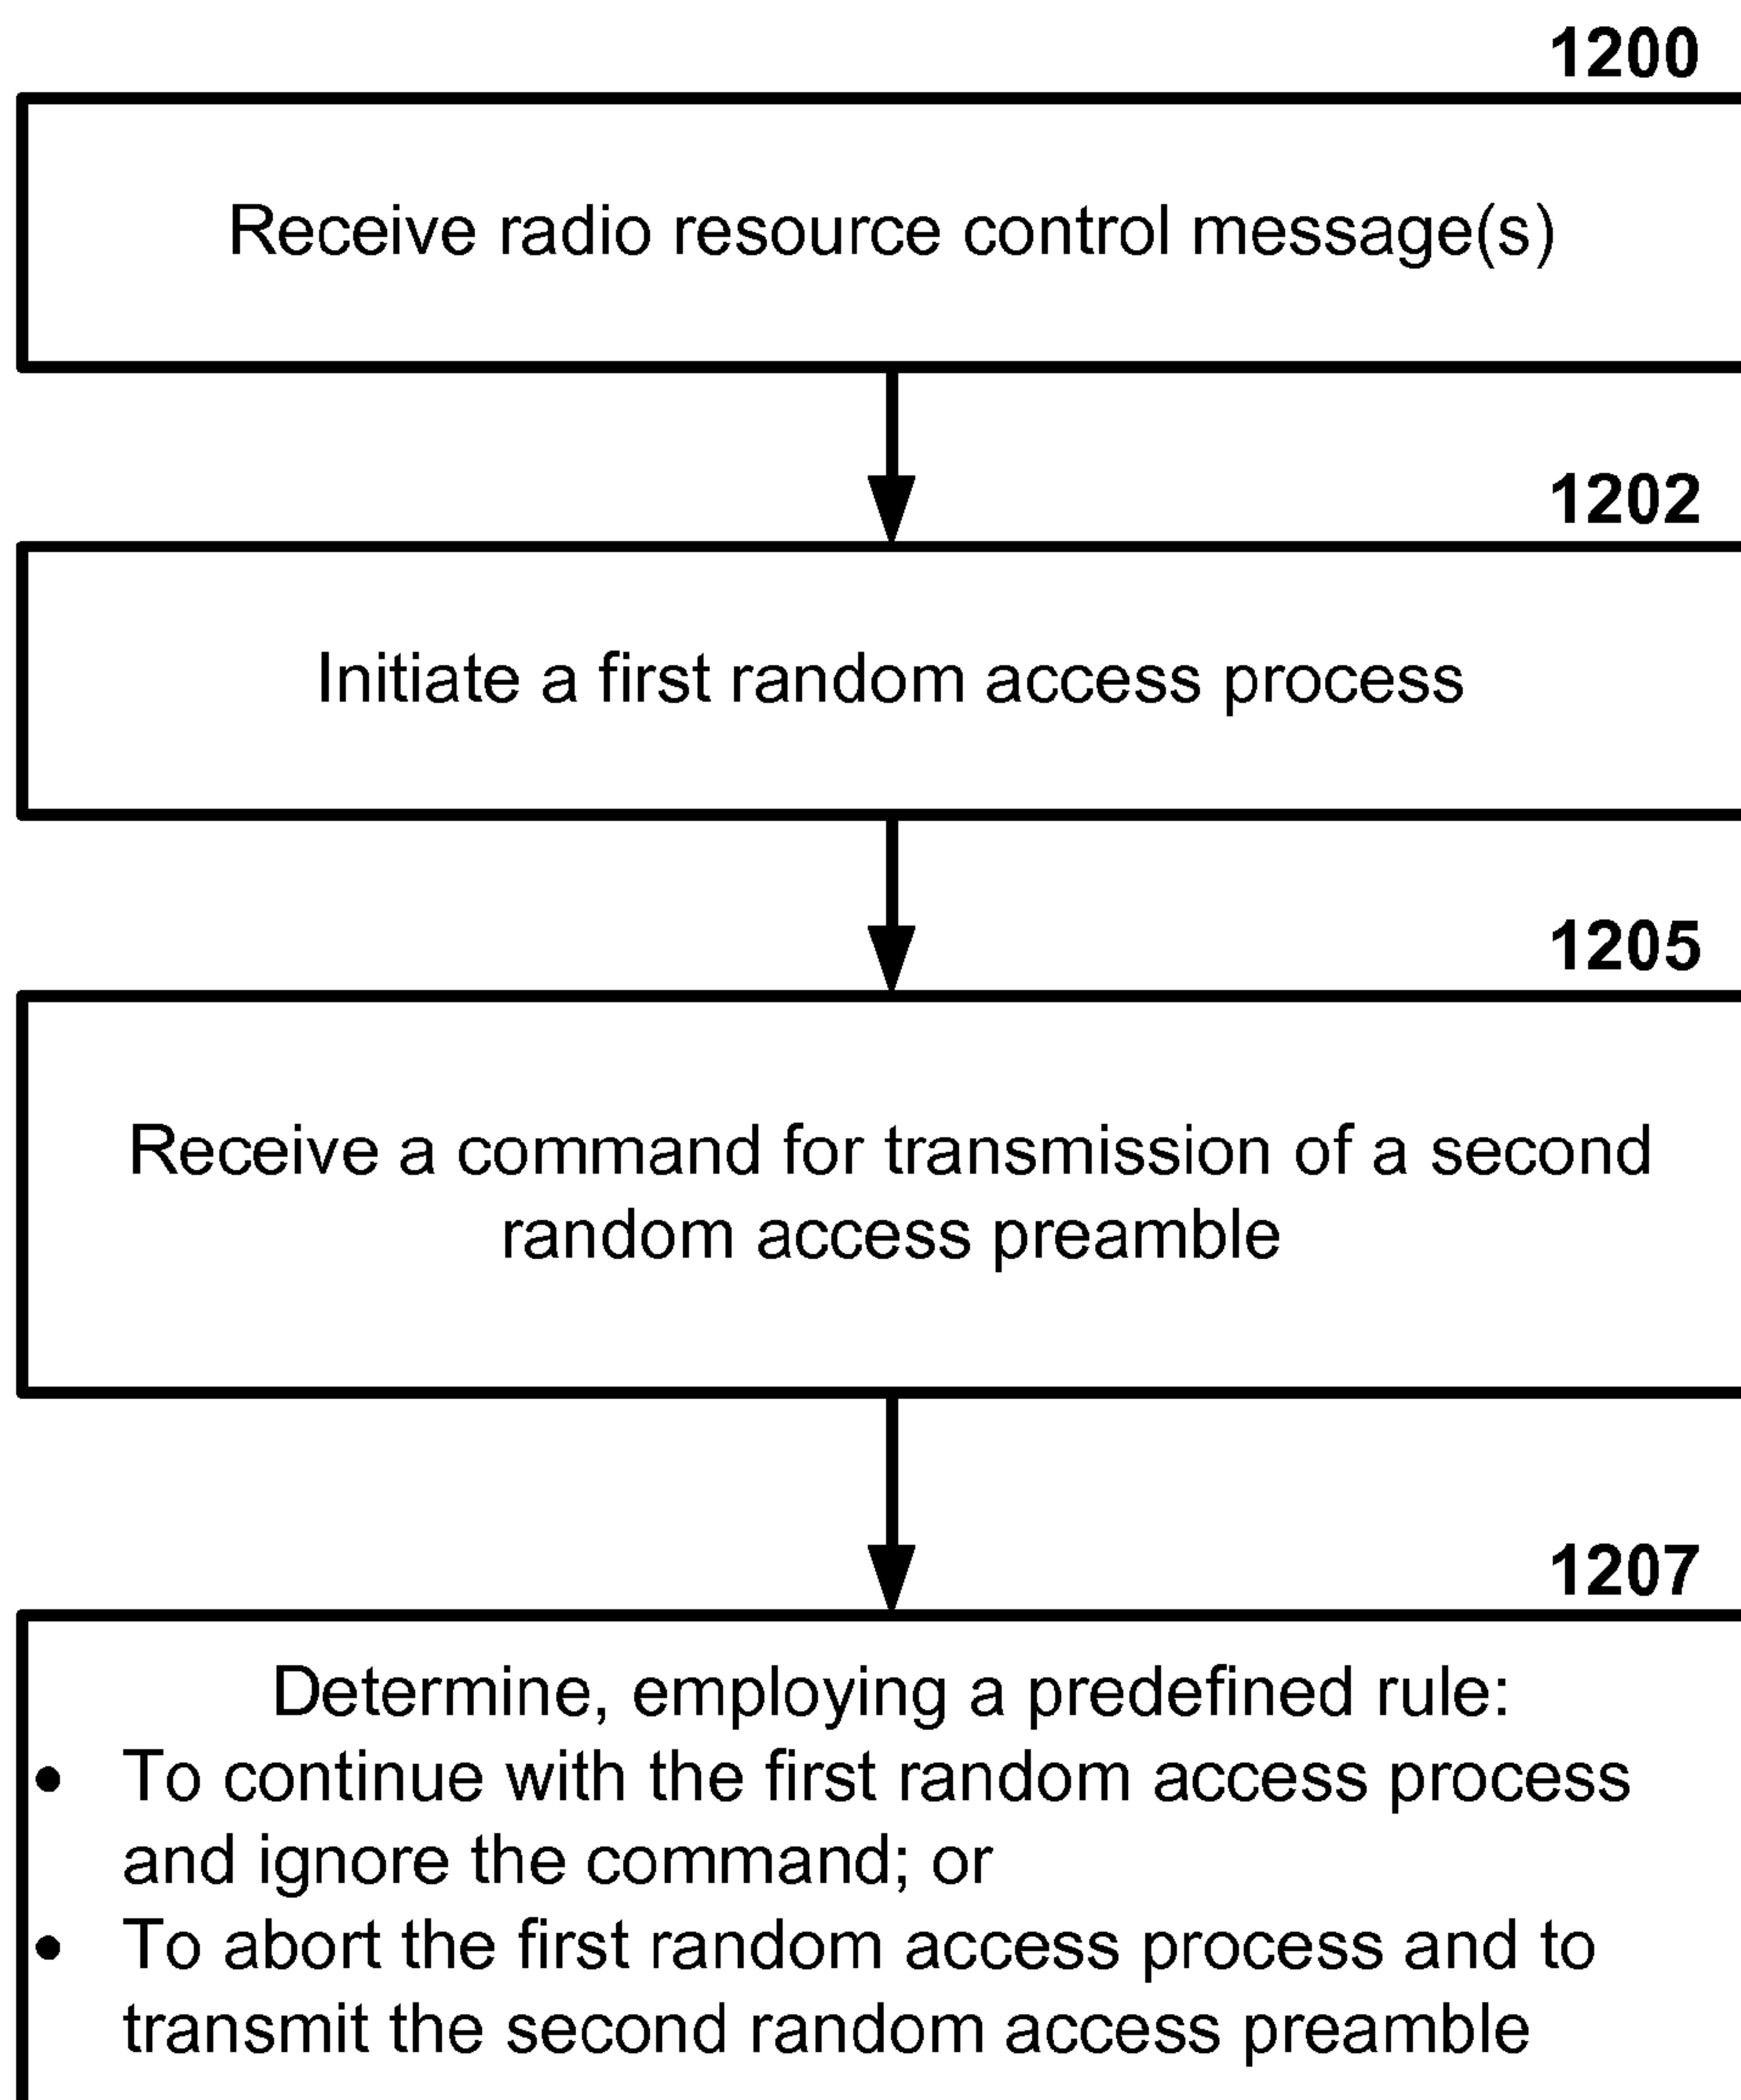 1200
Receive radio resource control message(s)
1202
Initiate a first random access process
1205
Receive a command for transmission of a second
random access preamble
1207
Determine, employing a predefined rule:
• To continue with the first random access process
and ignore the command; or
• To abort the first random access process and to
transmit the second random access preamble